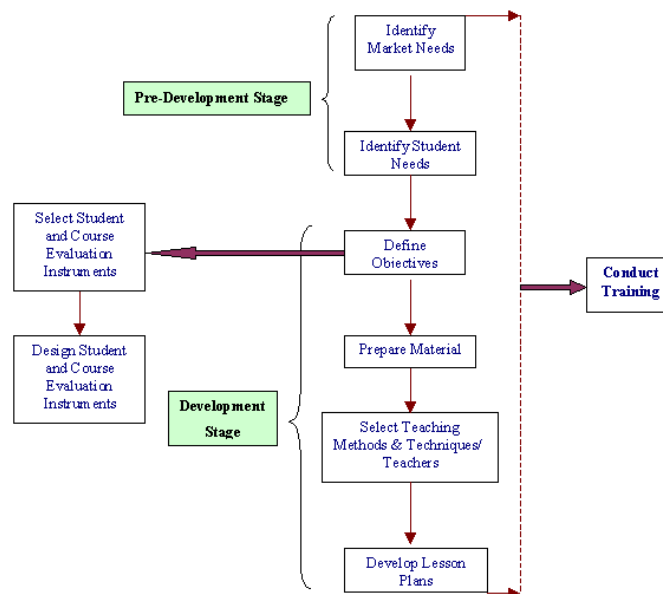 Identify
Market Needs
Pre-Development Stage
Identify Student
Needs
Select Student
and Course
Evaluation
Instruments
Define
Objectives
Conduct
Training
Design Student
and Course
Evaluation
Instruments
Prepare Material
Development
Stage
Select Teaching
Methods & Techniques/
Teachers
Develop Lesson
Plans